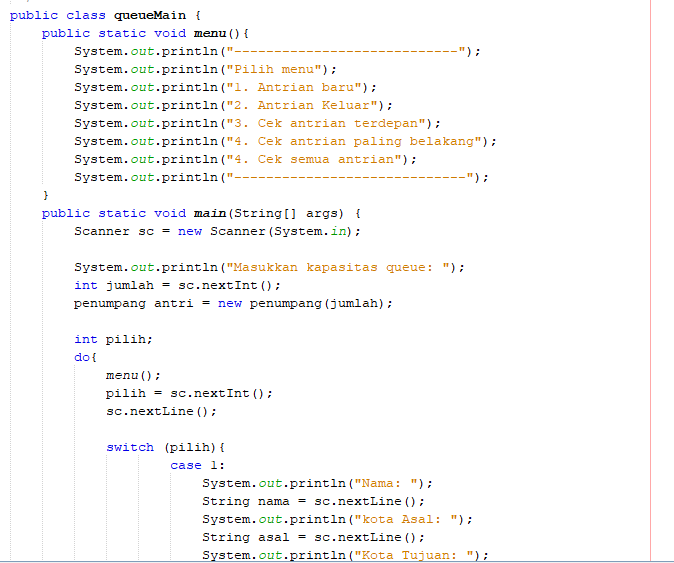 public class queueMain {
public static void menu(){
System.out.println("----------------------------");
System.out.println("Pilih menu");
System.out.println("1. Antrian baru");
System.out.println("2. Antrian Keluar");
System.out.println("3. Cek antrian terdepan");
System.out.println("4. Cek antrian paling belakang");
System.out.println("4. Cek semua antrian");
System.out.println("-----------------------------");
}
public static void main(String[] args) {
Scanner sc = new Scanner(System.in);
System.out.println("Masukkan kapasitas queue: ");
int jumlah = sc.nextInt();
penumpang antri = new penumpang(jumlah);
int pilih;
do{
menu();
pilih = sc.nextInt();
sc.nextLine();
switch (pilih){
case 1:
System.out.println("Nama: ");
String nama = sc.nextLine();
System.out.println("kota Asal: ");
String asal = sc.nextLine();
System.out.println("Kota Tujuan: ");